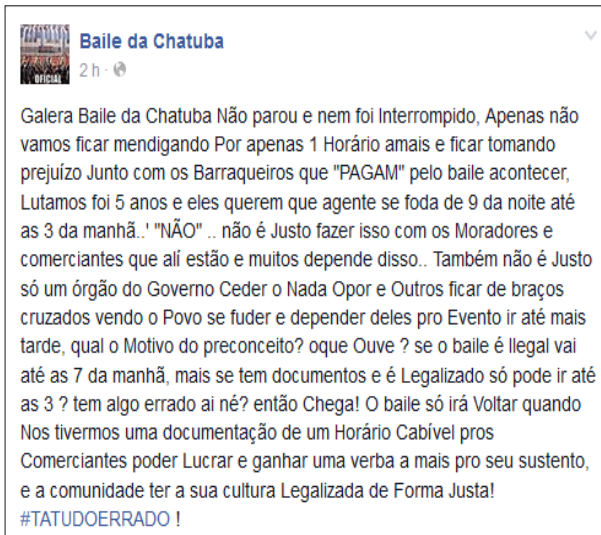 OFICIAL
Baile da Chatuba
2 h ·
Galera Baile da Chatuba Não parou e nem foi Interrompido, Apenas não
vamos ficar mendigando Por apenas 1 Horário amais e ficar tomando
prejuízo Junto com os Barraqueiros que "PAGAM" pelo baile acontecer,
Lutamos foi 5 anos e eles querem que agente se foda de 9 da noite até
as 3 da manhã..' "NÃO" .. não é Justo fazer isso com os Moradores e
comerciantes que alí estão e muitos depende disso.. Também não é Justo
só um órgão do Governo Ceder o Nada Opor e Outros ficar de braços
cruzados vendo o Povo se fuder e depender deles pro Evento ir até mais
tarde, qual o Motivo do preconceito? oque Ouve ? se o baile é Ilegal vai
até as 7 da manhã, mais se tem documentos e é Legalizado só pode ir até
as 3 ? tem algo errado ai né? então Chega! O baile só irá Voltar quando
Nos tivermos uma documentação de um Horário Cabível pros
Comerciantes poder Lucrar e ganhar uma verba a mais pro seu sustento,
e a comunidade ter a sua cultura Legalizada de Forma Justa!
#TATUDOERRADO !